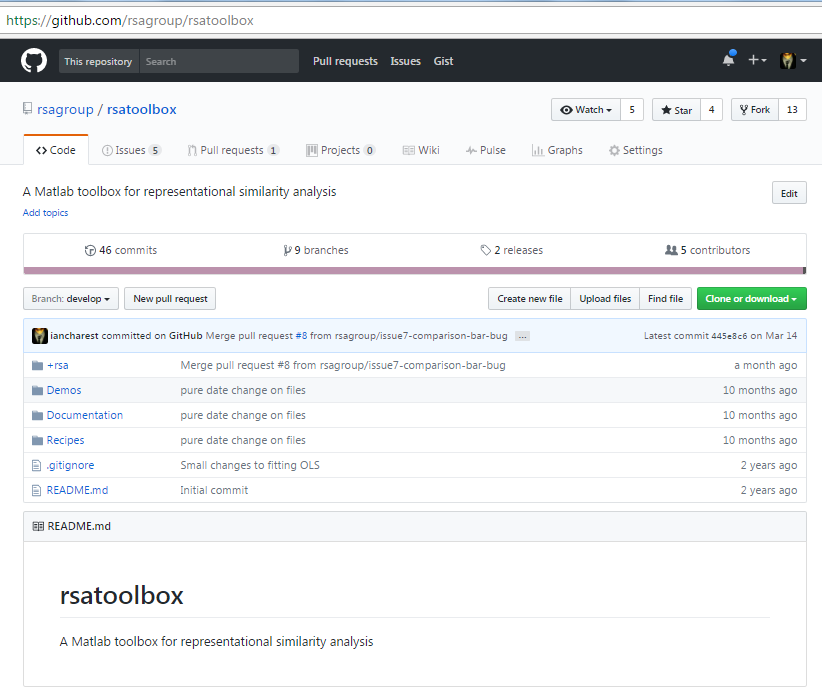 https://github.com/rsagroup/rsatoolbox
This repository Search Pull requests Issues Gist
rsagroup / rsatoolbox Watch 5 Star 4 Fork 13
Code Issues 5 Pull requests 1 Projects 0 Wiki Pulse Graphs Settings
A Matlab toolbox for representational similarity analysis Edit
Add topics
46 commits 9 branches 2 releases 5 contributors
Branch: develop New pull request Create new file Upload files Find file Clone or download
iancharest committed on GitHub Merge pull request #8 from rsagroup/issue7-comparison-bar-bug ... Latest commit 445e8c6 on Mar 14
+rsa Merge pull request #8 from rsagroup/issue7-comparison-bar-bug a month ago
Demos pure date change on files 10 months ago
Documentation pure date change on files 10 months ago
Recipes pure date change on files 10 months ago
.gitignore Small changes to fitting OLS 2 years ago
README.md Initial commit 2 years ago
README.md
rsatoolbox
A Matlab toolbox for representational similarity analysis